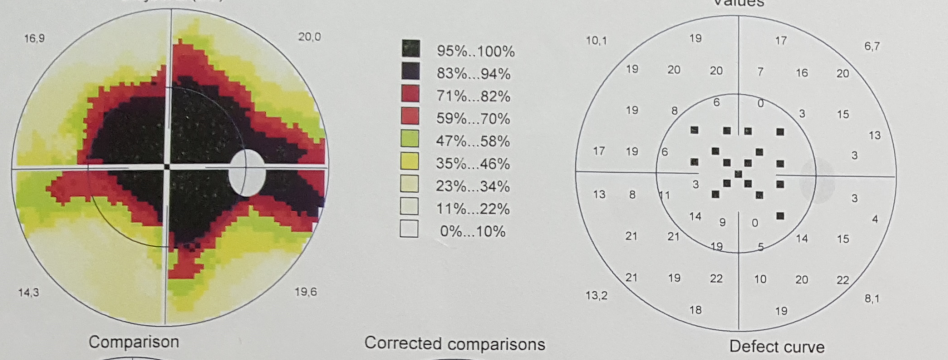 Values
16,9
20,0
95%..100%
83%...94%
71%...82%
59%...70%
47%...58%
35%...46%
23%...34%
11%...22%
0%...10%
14,3
19,6
10,1
19
17
6,7
19 20 20 7 16 20
19 8 6 0 3 15
13
17 19 6 3
13 8 11 3 3
14 9 0 4
21 21 19 5 14 15
21 19 22 10 20 22
13,2
18 19
8,1
Comparison
Corrected comparisons
Defect curve